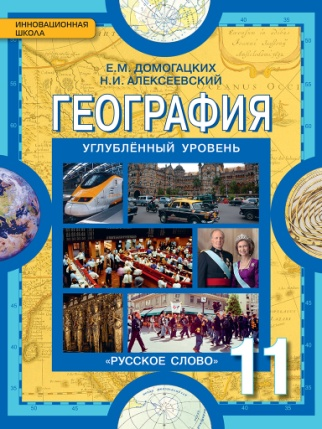 ИННОВАЦИОННАЯ
ШКОЛА
Е.М. ДОМОГАЦКИХ
Н.И. АЛЕКСЕЕВСКИЙ
ГЕОГРАФИЯ
УГЛУБЛЁННЫЙ УРОВЕНЬ
«РУССКОЕ СЛОВО»
11